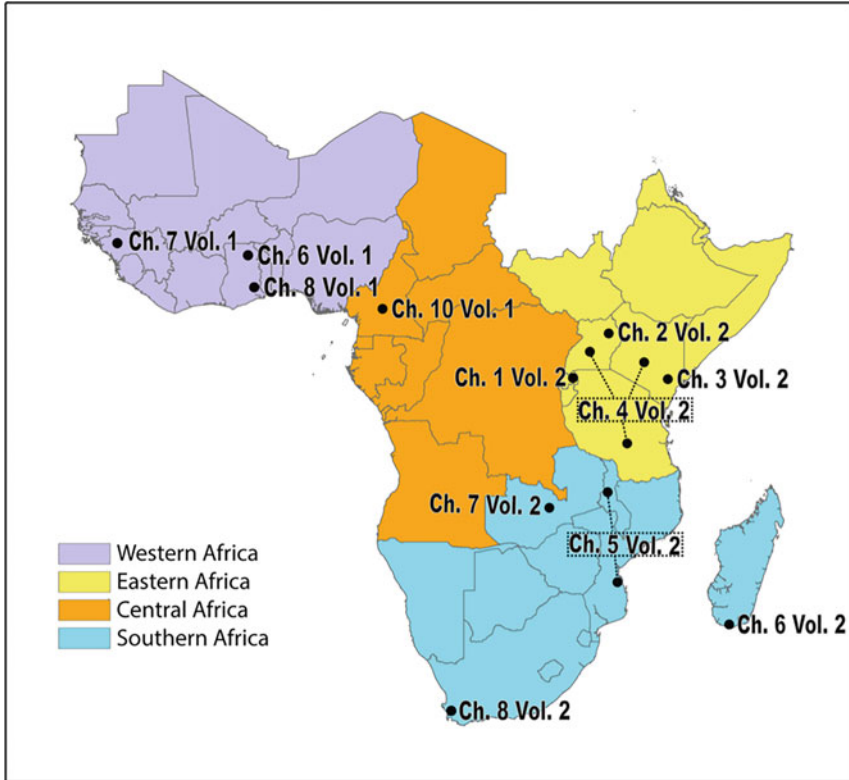 Ch. 7 Vol. 1
Ch. 6 Vol. 1
Ch. 8 Vol. 1
Ch. 10 Vol. 1
Ch. 2 Vol. 2
Ch. 1 Vol. 2
Ch. 3 Vol. 2
Ch. 4 Vol. 2
Ch. 7 Vol. 2
Ch. 5 Vol. 2
Ch. 6 Vol. 2
Ch. 8 Vol. 2
Western Africa
Eastern Africa
Central Africa
Southern Africa